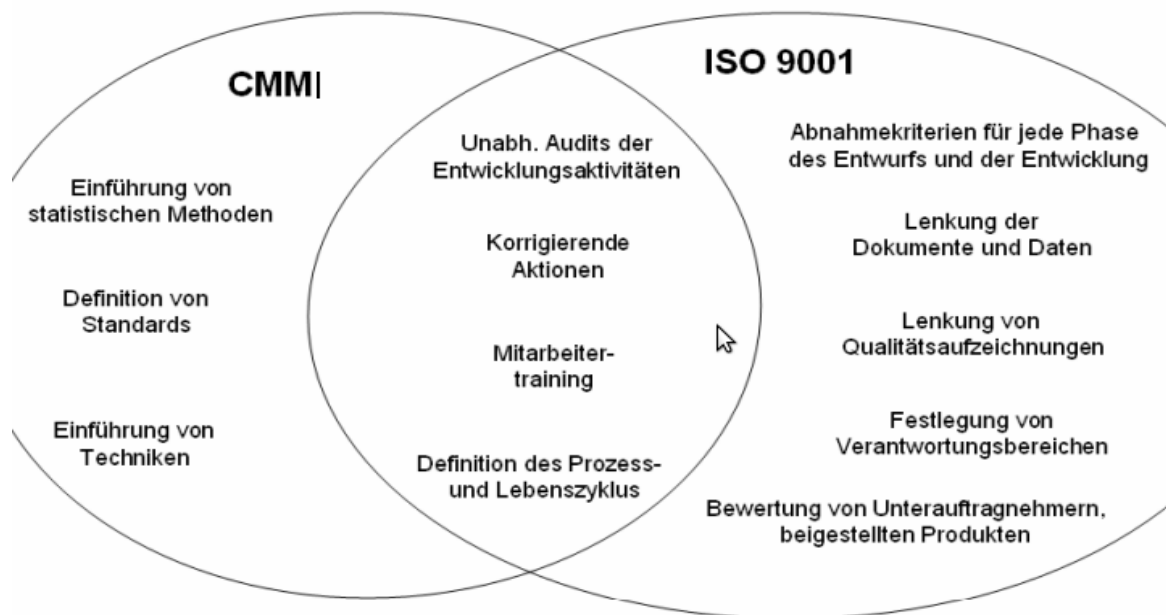 CMMI
Einführung von
statistischen Methoden
Definition von
Standards
Einführung von
Techniken
Unabh. Audits der
Entwicklungsaktivitäten
Korrigierende
Aktionen
Mitarbeiter-
training
Definition des Prozess-
und Lebenszyklus
ISO 9001
Abnahmekriterien für jede Phase
des Entwurfs und der Entwicklung
Lenkung der
Dokumente und Daten
Lenkung von
Qualitätsaufzeichnungen
Festlegung von
Verantwortungsbereichen
Bewertung von Unterauftragnehmern,
beigestellten Produkten